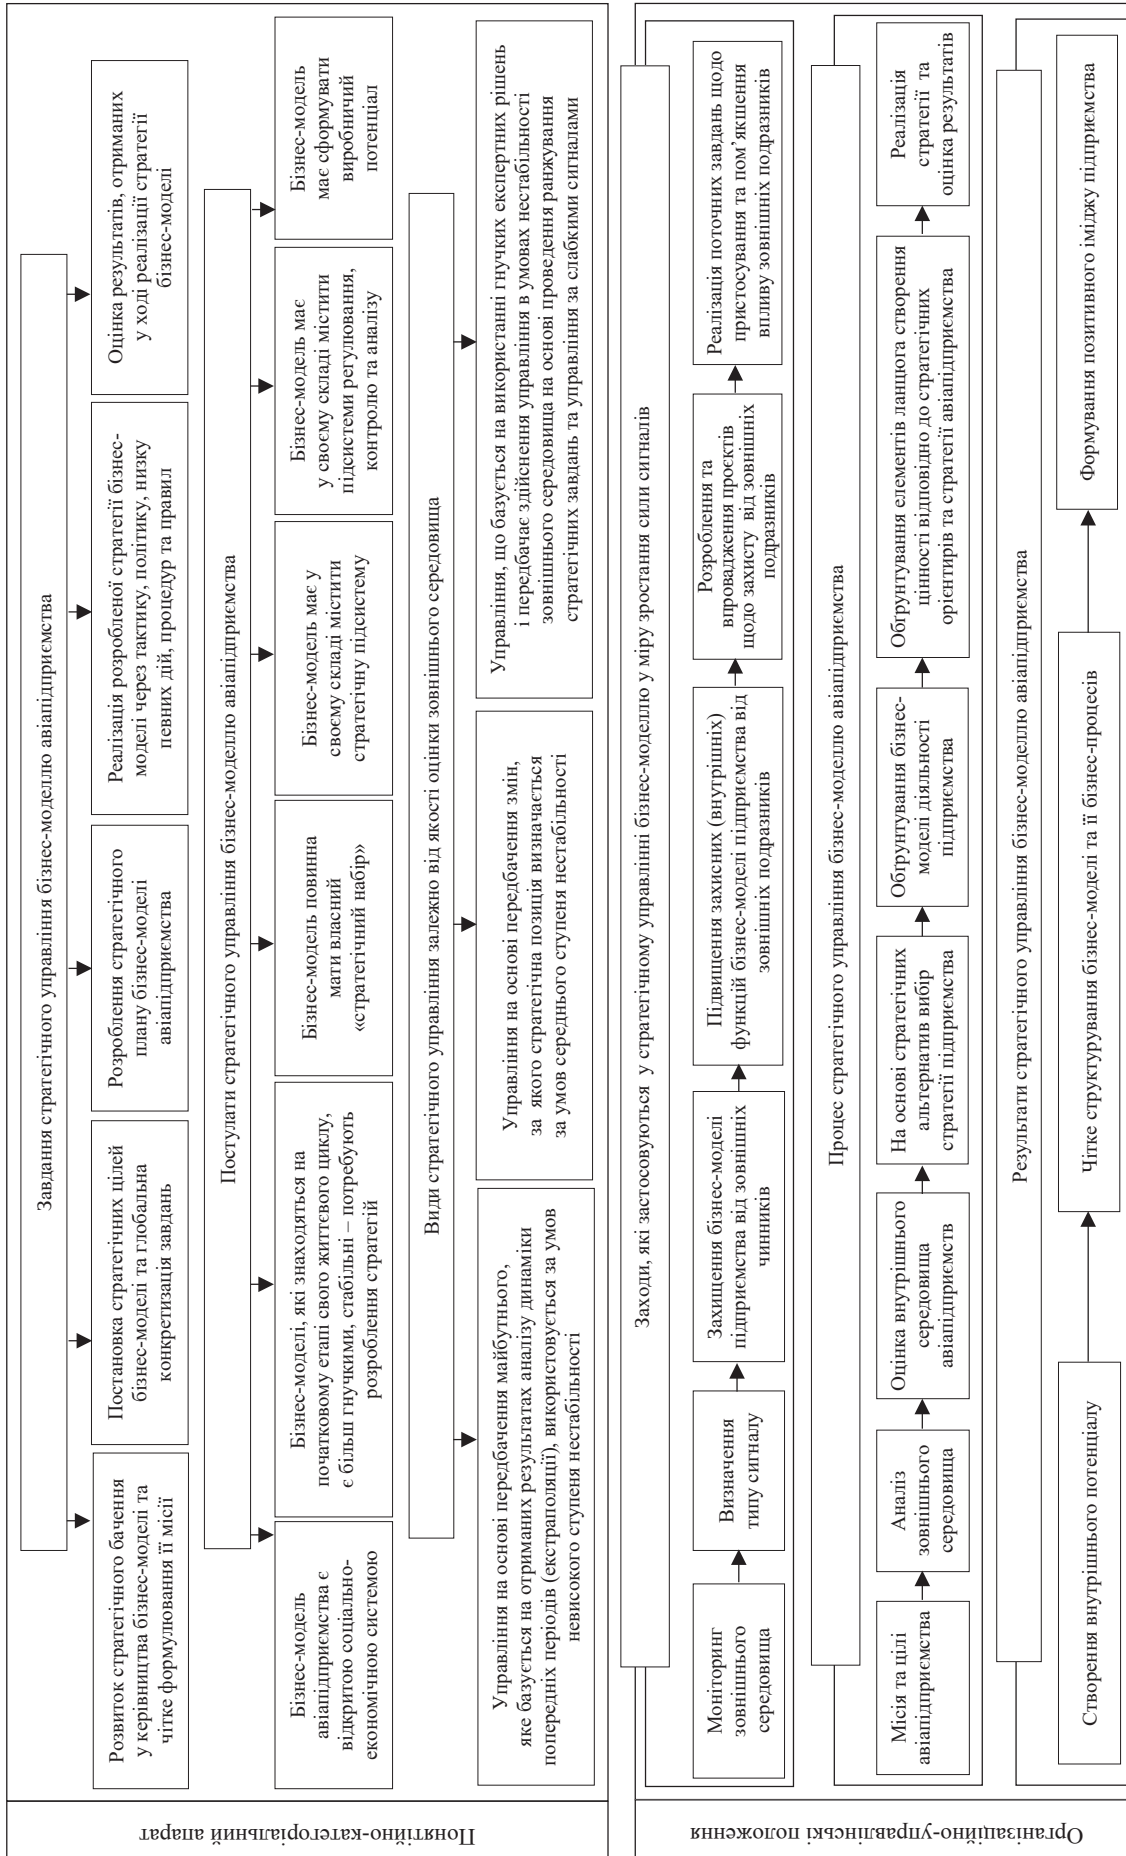 Понятійно-категоріальний апарат
Завдання стратегічного управління бізнес-моделлю авіапідприємства
Розвиток стратегічного бачення
у керівництва бізнес-моделі та
чітке формулювання її місії
Постановка стратегічних цілей
бізнес-моделі та глобальна
конкретизація завдань
Розроблення стратегічного
плану бізнес-моделі
авіапідприємства
Реалізація розробленої стратегії бізнес-
моделі через тактику, політику, низку
певних дій, процедур та правил
Оцінка результатів, отриманих
у ході реалізації стратегії
бізнес-моделі
Постулати стратегічного управління бізнес-моделлю авіапідприємства
Бізнес-модель
авіапідприємства є
відкритою соціально-
економічною системою
Бізнес-моделі, які знаходяться на
початковому етапі свого життєвого циклу,
є більш гнучкими, стабільні – потребують
розроблення стратегій
Бізнес-модель повинна
мати власний
«стратегічний набір»
Бізнес-модель має у
своєму складі містити
стратегічну підсистему
Бізнес-модель має
у своєму складі містити
підсистеми регулювання,
контролю та аналізу
Бізнес-модель
має сформувати
виробничий
потенціал
Види стратегічного управління залежно від якості оцінки зовнішнього середовища
Управління на основі передбачення майбутнього,
яке базується на отриманих результатах аналізу динаміки
попередніх періодів (екстраполяції), використовується за умов
невисокого ступеня нестабільності
Управління на основі передбачення змін,
за якого стратегічна позиція визначається
за умов середнього ступеня нестабільності
Управління, що базується на використанні гнучких експертних рішень
і передбачає здійснення управління в умовах нестабільності
зовнішнього середовища на основі проведення ранжування
стратегічних завдань та управління за слабкими сигналами
Організаційно-управлінські положення
Заходи, які застосовуються у стратегічному управлінні бізнес-моделлю у міру зростання сили сигналів
Моніторинг
зовнішнього
середовища
Визначення
типу сигналу
Захищення бізнес-моделі
підприємства від зовнішніх
чинників
Підвищення захисних (внутрішніх)
функцій бізнес-моделі підприємства від
зовнішніх подразників
Розроблення та
впровадження проєктів
щодо захисту від зовнішніх
подразників
Реалізація поточних завдань щодо
пристосування та пом’якшення
впливу зовнішніх подразників
Процес стратегічного управління бізнес-моделлю авіапідприємства
Місія та цілі
авіапідприємства
Аналіз
зовнішнього
середовища
Оцінка внутрішнього
середовища
авіапідприємств
На основі стратегічних
альтернатив вибір
стратегії підприємства
Обґрунтування бізнес-
моделі діяльності
підприємства
Обґрунтування елементів ланцюга створення
цінності відповідно до стратегічних
орієнтирів та стратегії авіапідприємства
Реалізація
стратегії та
оцінка результатів
Результати стратегічного управління бізнес-моделлю авіапідприємства
Створення внутрішнього потенціалу
Чітке структурування бізнес-моделі та її бізнес-процесів
Формування позитивного іміджу підприємства